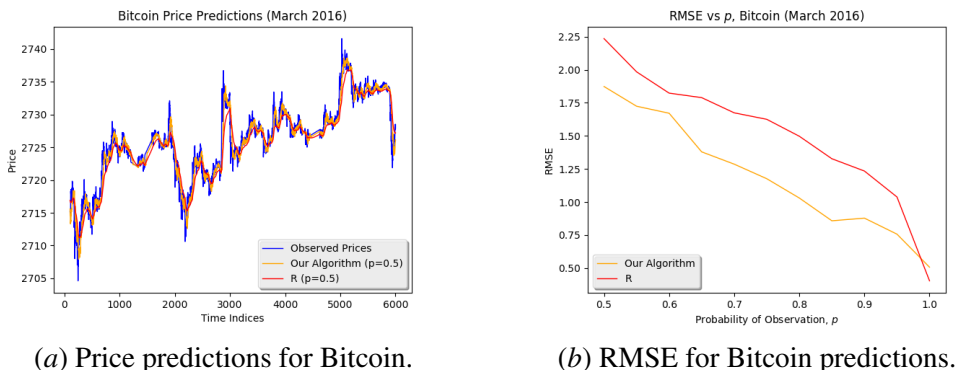 Bitcoin Price Predictions (March 2016)
2740
2735
2730
2725
2720
2715
2710
2705
Price
0 1000 2000 3000 4000 5000 6000
Time Indices
Observed Prices
Our Algorithm (p=0.5)
R (p=0.5)
(a) Price predictions for Bitcoin.
RMSE vs p, Bitcoin (March 2016)
2.25
2.00
1.75
1.50
1.25
1.00
0.75
0.50
RMSE
0.5 0.6 0.7 0.8 0.9 1.0
Probability of Observation, p
Our Algorithm
R
(b) RMSE for Bitcoin predictions.